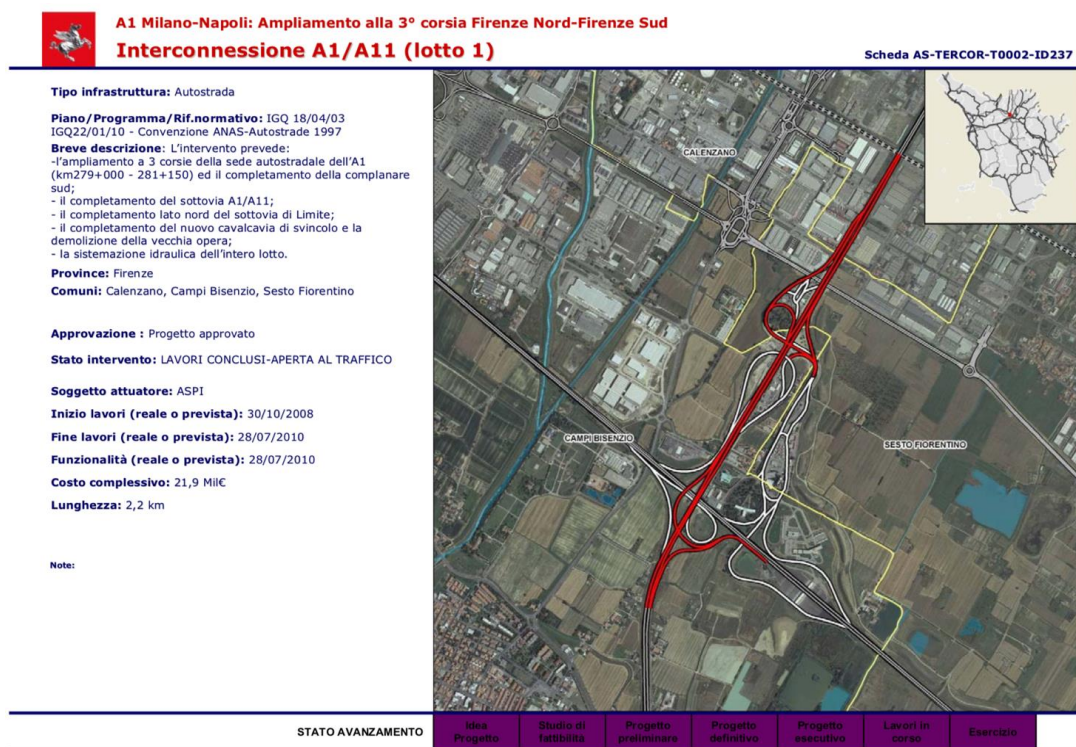 A1 Milano-Napoli: Ampliamento alla 3° corsia Firenze Nord-Firenze Sud
Interconnessione A1/A11 (lotto 1)
Scheda AS-TERCOR-T0002-ID237
Tipo infrastruttura: Autostrada
Piano/Programma/Rif.normativo: IGQ 18/04/03
IGQ22/01/10 - Convenzione ANAS-Autostrade 1997
Breve descrizione: L'intervento prevede:
-l'ampliamento a 3 corsie della sede autostradale dell'A1
(km279+000 - 281+150) ed il completamento della complanare
sud;
- il completamento del sottovia A1/A11;
- il completamento lato nord del sottovia di Limite;
- il completamento del nuovo cavalcavia di svincolo e la
demolizione della vecchia opera;
- la sistemazione idraulica dell'intero lotto.
Province: Firenze
Comuni: Calenzano, Campi Bisenzio, Sesto Fiorentino
Approvazione : Progetto approvato
Stato intervento: LAVORI CONCLUSI-APERTA AL TRAFFICO
Soggetto attuatore: ASPI
Inizio lavori (reale o prevista): 30/10/2008
Fine lavori (reale o prevista): 28/07/2010
Funzionalità (reale o prevista): 28/07/2010
Costo complessivo: 21,9 Mil€
Lunghezza: 2,2 km
Note:
CALENZANO
CAMPI BISENZIO
SESTO FIORENTINO
STATO AVANZAMENTO
Idea Progetto
Studio di fattibilità
Progetto preliminare
Progetto definitivo
Progetto esecutivo
Lavori in corso
Esercizio